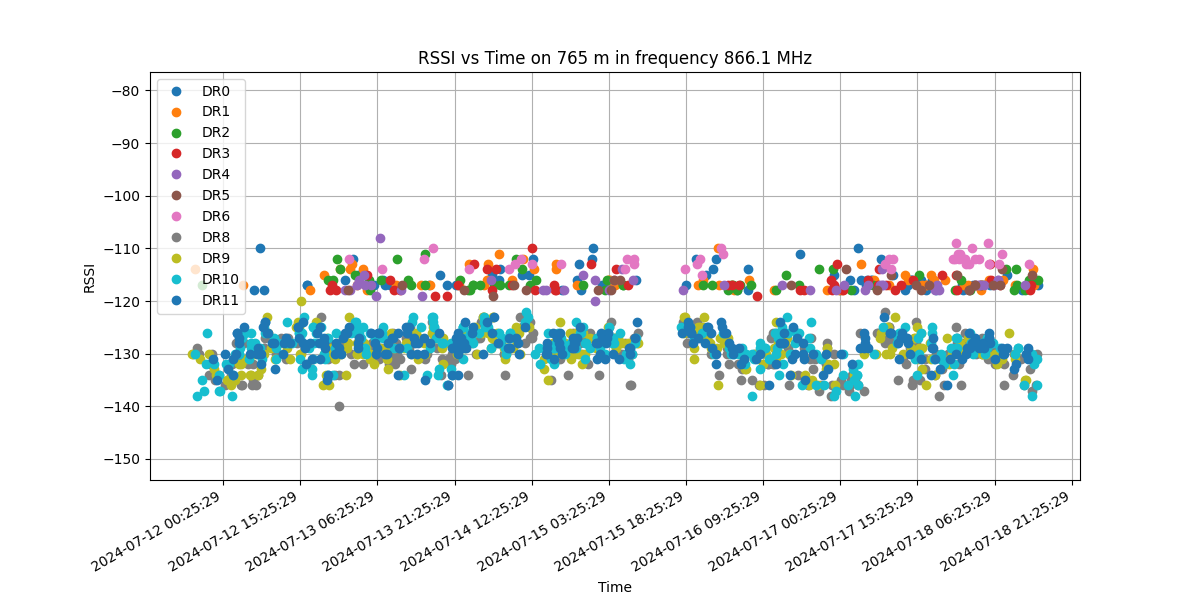 RSSI vs Time on 765 m in frequency 866.1 MHz
RSSI
−80
−90
−100
−110
−120
−130
−140
−150
DR0
DR1
DR2
DR3
DR4
DR5
DR6
DR8
DR9
DR10
DR11
2024-07-12 00:25:29
2024-07-12 15:25:29
2024-07-13 06:25:29
2024-07-13 21:25:29
2024-07-14 12:25:29
2024-07-15 03:25:29
2024-07-15 18:25:29
2024-07-16 09:25:29
2024-07-17 00:25:29
2024-07-17 15:25:29
2024-07-18 06:25:29
2024-07-18 21:25:29
Time